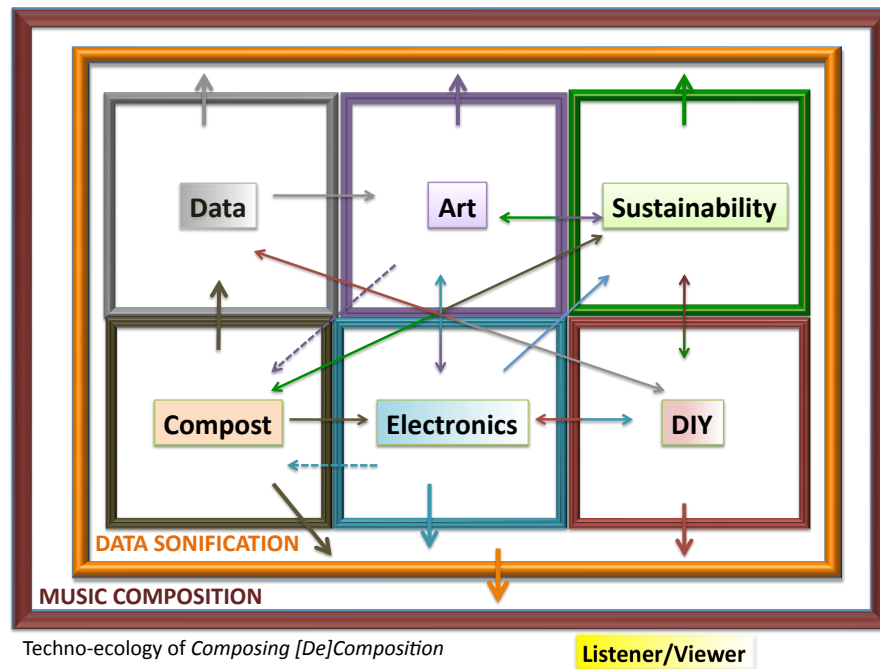 Data
Art
Sustainability
Compost
Electronics
DIY
DATA SONIFICATION
MUSIC COMPOSITION
Techno-ecology of Composing [De]Composition
Listener/Viewer